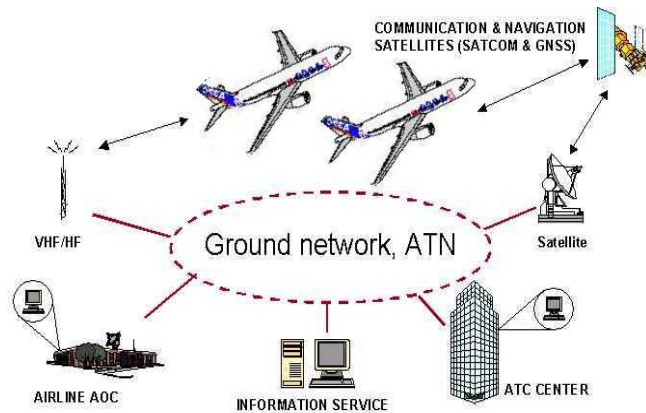 COMMUNICATION & NAVIGATION
SATELLITES (SATCOM & GNSS)
VHF/HF
Ground network, ATN
Satellite
AIRLINE AOC
INFORMATION SERVICE
ATC CENTER